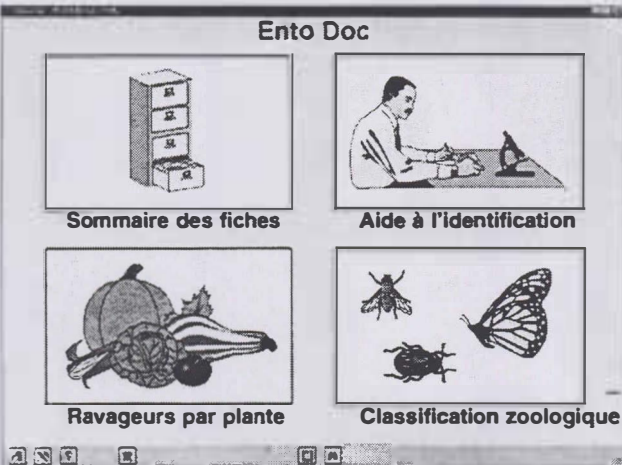 Ento Doc
Sommaire des fiches
Aide à l'identification
Ravageurs par plante
Classification zoologique